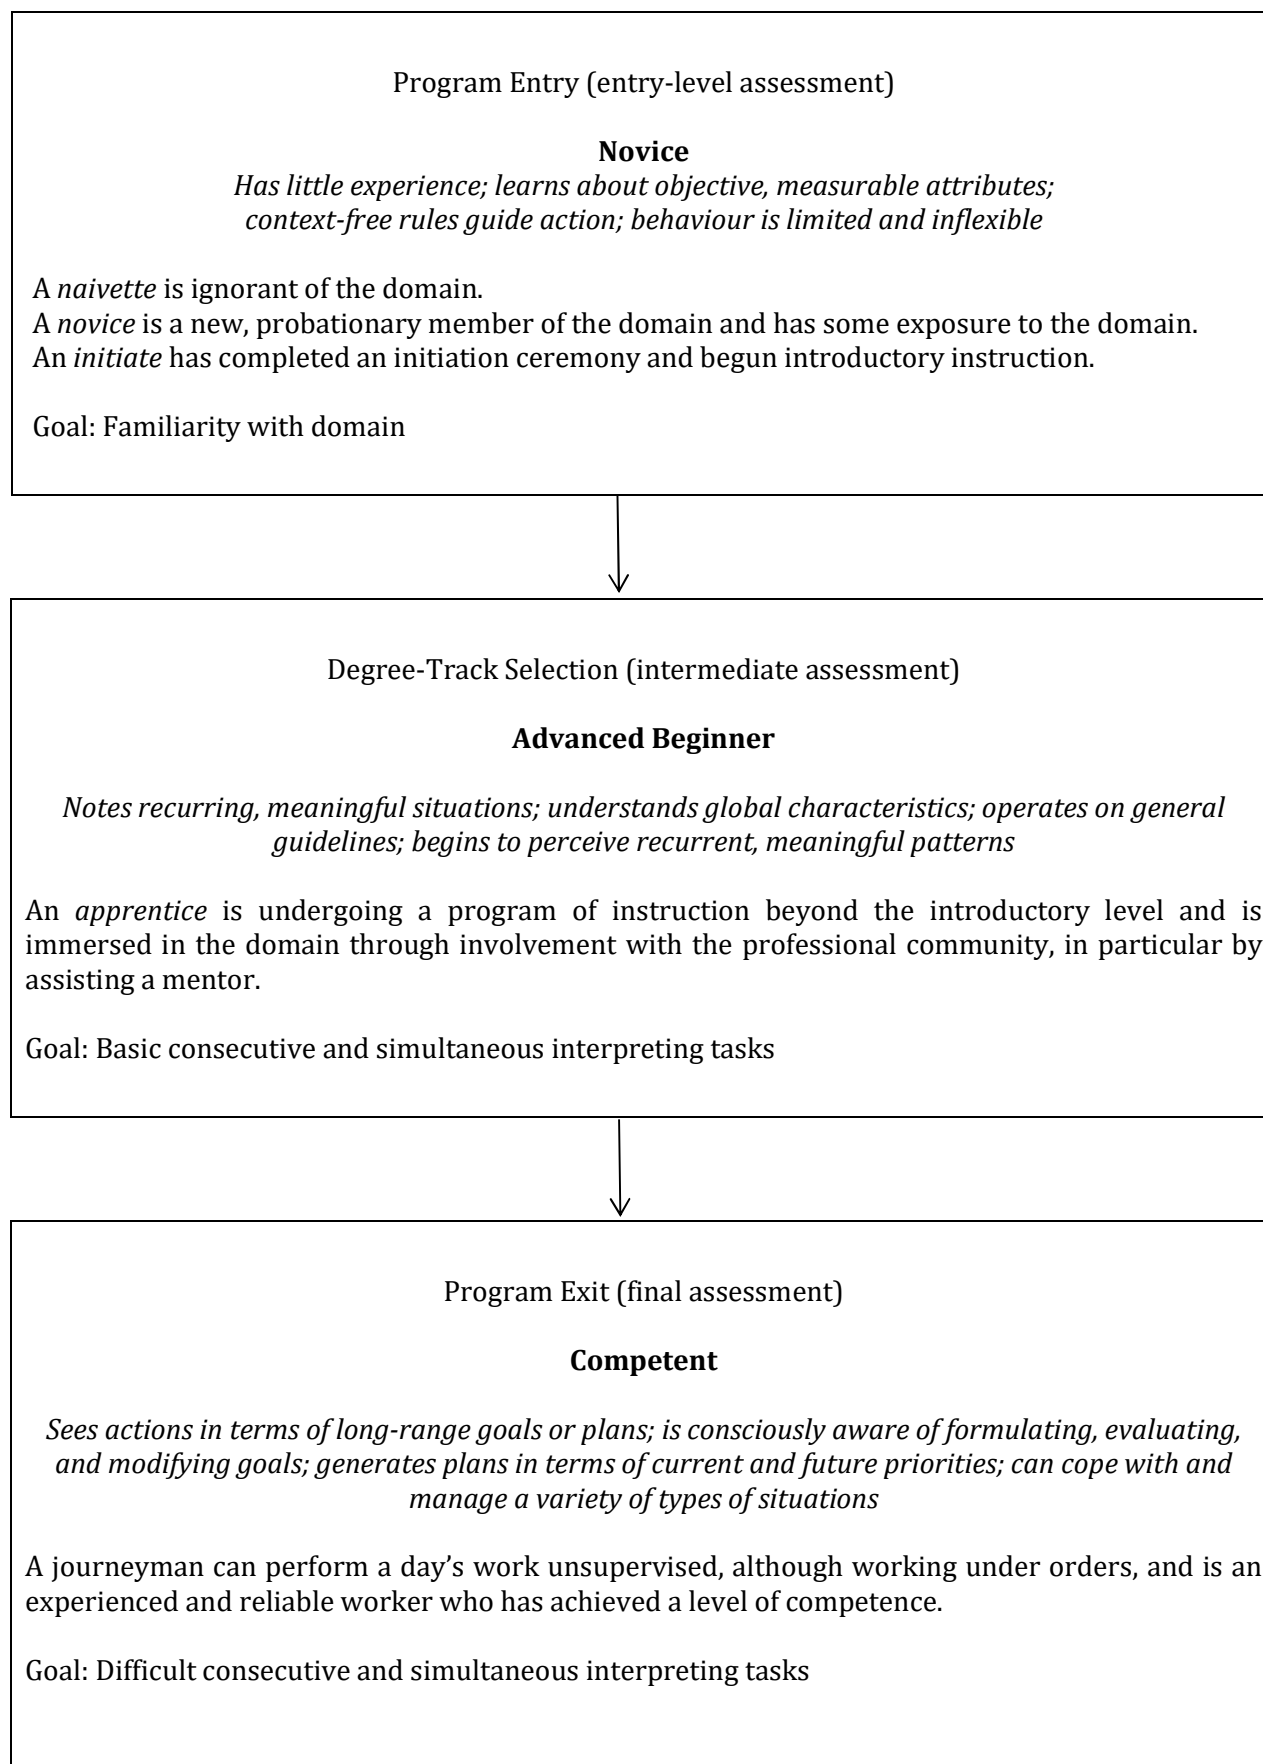 Program Entry (entry-level assessment)
Novice
Has little experience; learns about objective, measurable attributes;
context-free rules guide action; behaviour is limited and inflexible
A naivette is ignorant of the domain.
A novice is a new, probationary member of the domain and has some exposure to the domain.
An initiate has completed an initiation ceremony and begun introductory instruction.
Goal: Familiarity with domain
Degree-Track Selection (intermediate assessment)
Advanced Beginner
Notes recurring, meaningful situations; understands global characteristics; operates on general
guidelines; begins to perceive recurrent, meaningful patterns
An apprentice is undergoing a program of instruction beyond the introductory level and is
immersed in the domain through involvement with the professional community, in particular by
assisting a mentor.
Goal: Basic consecutive and simultaneous interpreting tasks
Program Exit (final assessment)
Competent
Sees actions in terms of long-range goals or plans; is consciously aware of formulating, evaluating,
and modifying goals; generates plans in terms of current and future priorities; can cope with and
manage a variety of types of situations
A journeyman can perform a day’s work unsupervised, although working under orders, and is an
experienced and reliable worker who has achieved a level of competence.
Goal: Difficult consecutive and simultaneous interpreting tasks